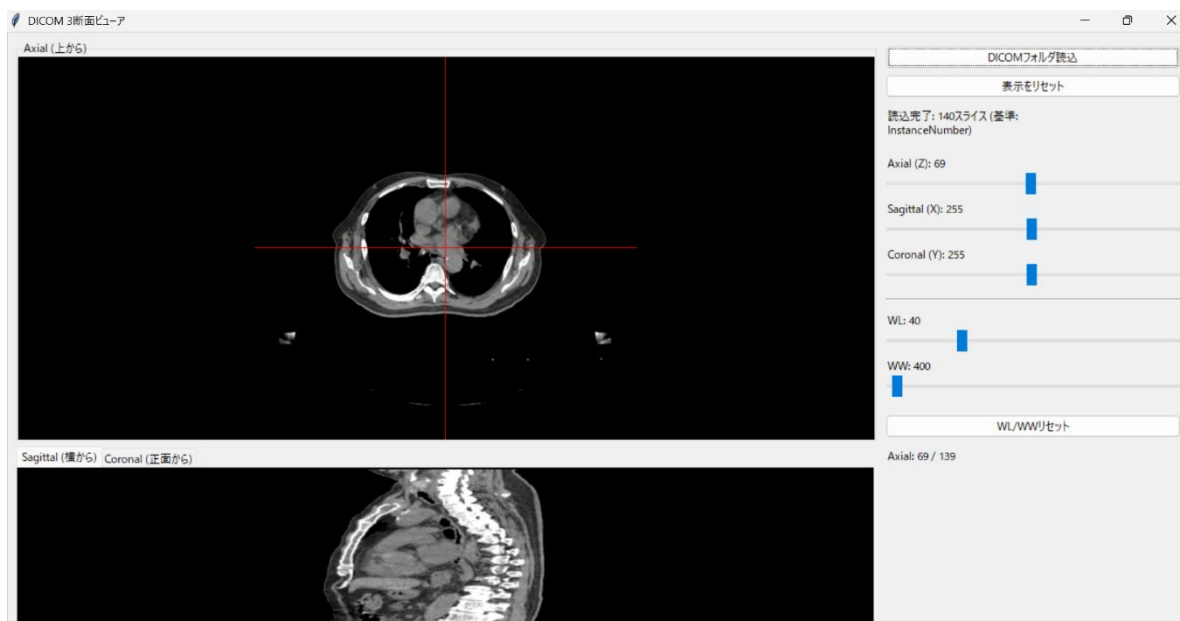 DICOM 3断面ビューア
Axial (上から)
DICOMフォルダ読込
表示をリセット
読込完了: 140スライス (基準:
InstanceNumber)
Axial (Z): 69
Sagittal (X): 255
Coronal (Y): 255
WL: 40
WW: 400
WL/WWリセット
Sagittal (横から) Coronal (正面から)
Axial: 69 / 139